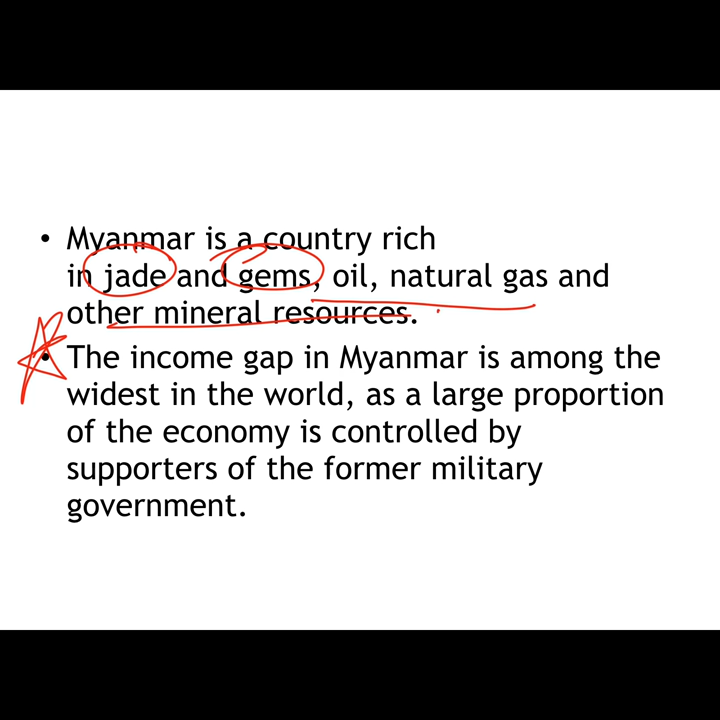 • Myanmar is a country rich
in jade and gems, oil, natural gas and
other mineral resources.
• The income gap in Myanmar is among the
widest in the world, as a large proportion
of the economy is controlled by
supporters of the former military
government.